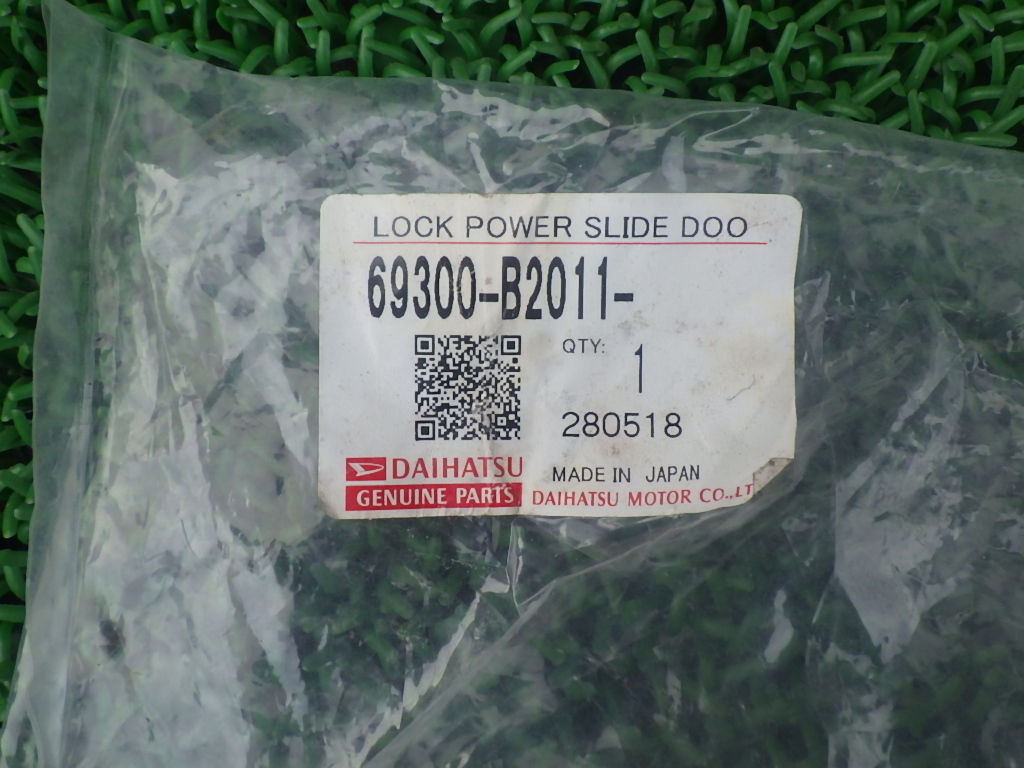 LOCK POWER SLIDE DOO
69300-B2011-
QTY: 1
280518
DAIHATSU
GENUINE PARTS
MADE IN JAPAN
DAIHATSU MOTOR CO.,LT